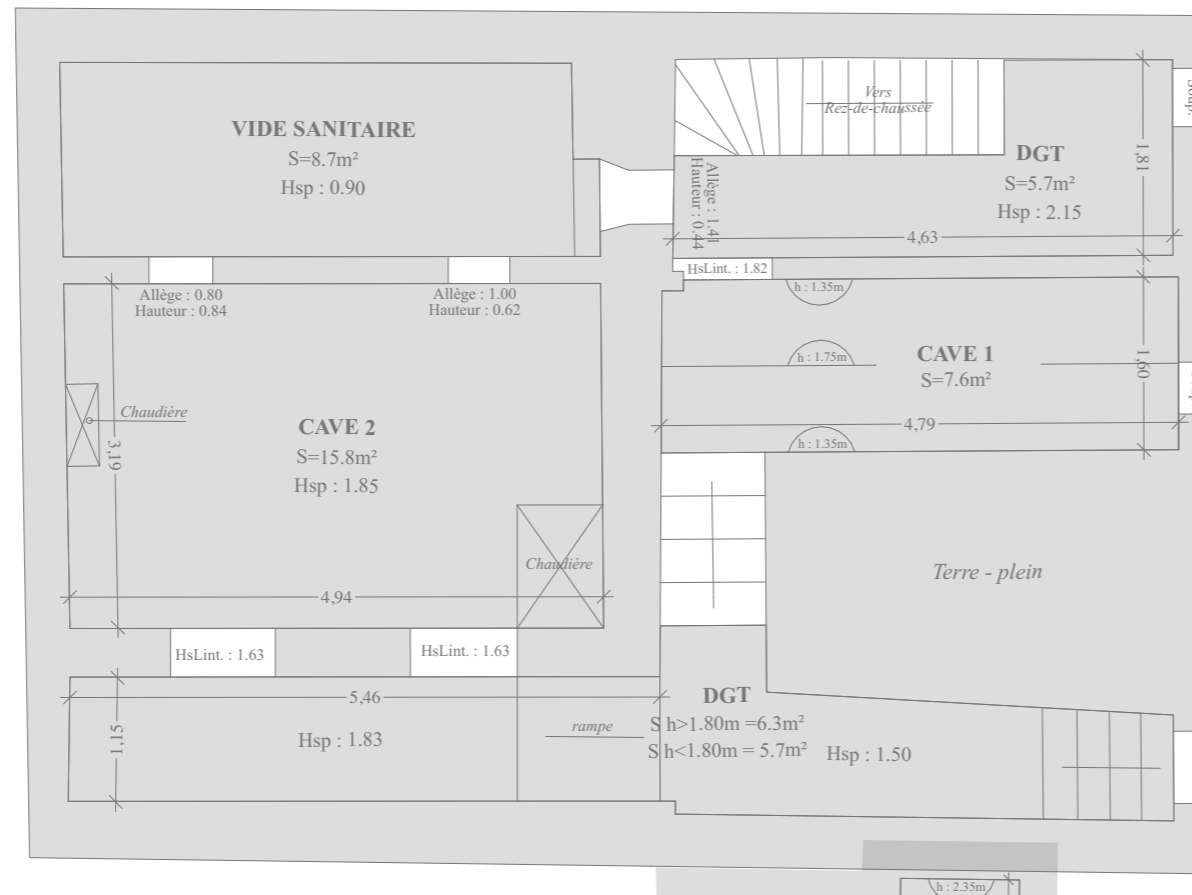 VIDE SANITAIRE
S=8.7m²
Hsp : 0.90
Vers
Rez-de-chaussée
DGT
S=5.7m²
Hsp : 2.15
1,81
Soup.
Allège : 1.41
Hauteur : 0.44
4,63
HsLint. : 1.82
Allège : 0.80
Hauteur : 0.84
Allège : 1.00
Hauteur : 0.62
h : 1.35m
h : 1.75m
CAVE 1
S=7.6m²
1,60
4,79
h : 1.35m
Chaudière
3,19
CAVE 2
S=15.8m²
Hsp : 1.85
Chaudière
4,94
Terre - plein
HsLint. : 1.63
HsLint. : 1.63
5,46
1,15
Hsp : 1.83
rampe
DGT
S h>1.80m =6.3m²
S h<1.80m = 5.7m²
Hsp : 1.50
h : 2.35m